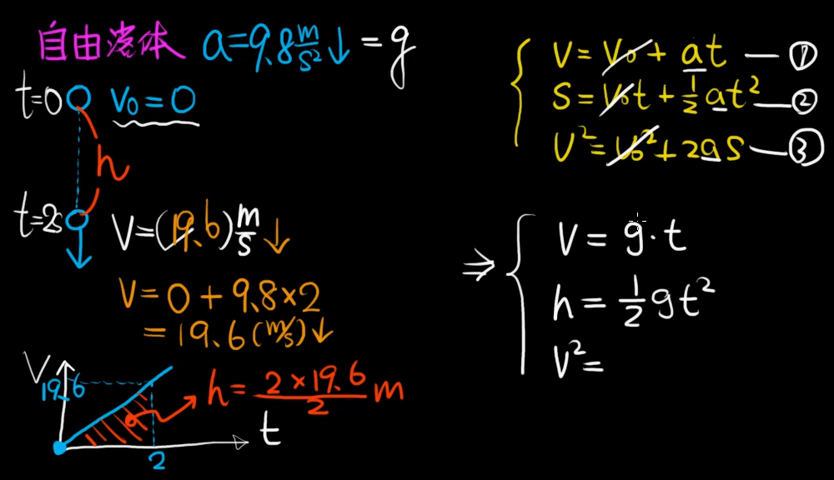 自由落体 a=9.8 m/s² ↓ = g
t=0 V₀ = 0
h
t=2s V=(19.6) m/s ↓
V = 0 + 9.8×2
= 19.6 (m/s) ↓
V
19.6
h = 2×19.6/2 m
t
2
V = V₀ + at — ①
S = V₀t + ½at² — ②
V² = V₀² + 2aS — ③
⇒ V = g·t
h = ½gt²
V² =